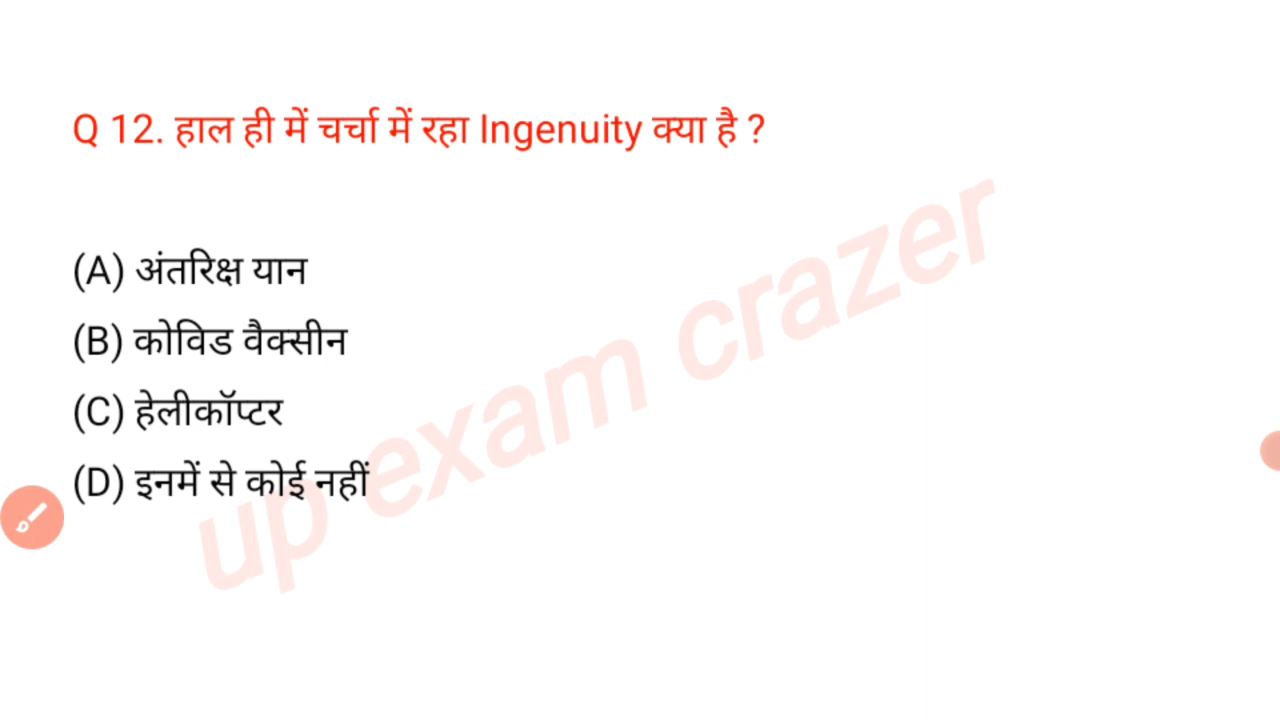 Q 12. हाल ही में चर्चा में रहा Ingenuity क्या है ?
(A) अंतरिक्ष यान
(B) कोविड वैक्सीन
(C) हेलीकॉप्टर
(D) इनमें से कोई नहीं
up exam crazer